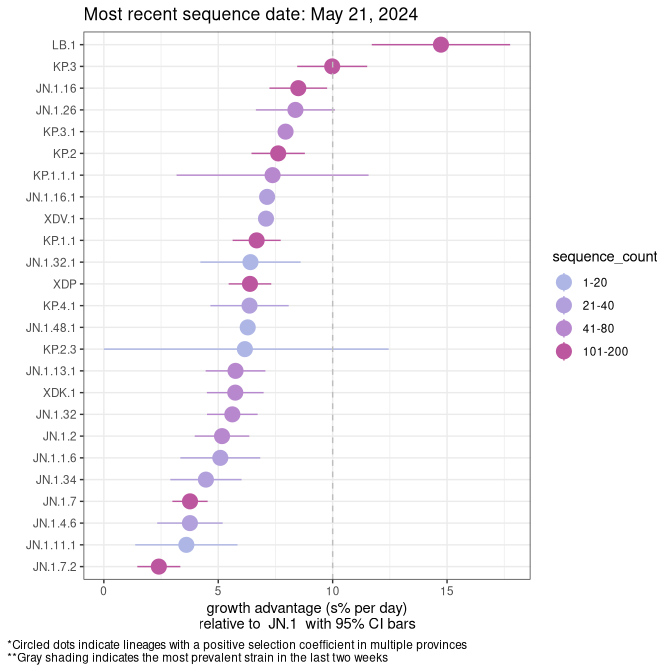 Most recent sequence date: May 21, 2024
LB.1
KP.3
JN.1.16
JN.1.26
KP.3.1
KP.2
KP.1.1.1
JN.1.16.1
XDV.1
KP.1.1
JN.1.32.1
XDP
KP.4.1
JN.1.48.1
KP.2.3
JN.1.13.1
XDK.1
JN.1.32
JN.1.2
JN.1.1.6
JN.1.34
JN.1.7
JN.1.4.6
JN.1.11.1
JN.1.7.2
0 5 10 15
growth advantage (s% per day)
relative to JN.1 with 95% CI bars
sequence_count
1-20
21-40
41-80
101-200
*Circled dots indicate lineages with a positive selection coefficient in multiple provinces
**Gray shading indicates the most prevalent strain in the last two weeks